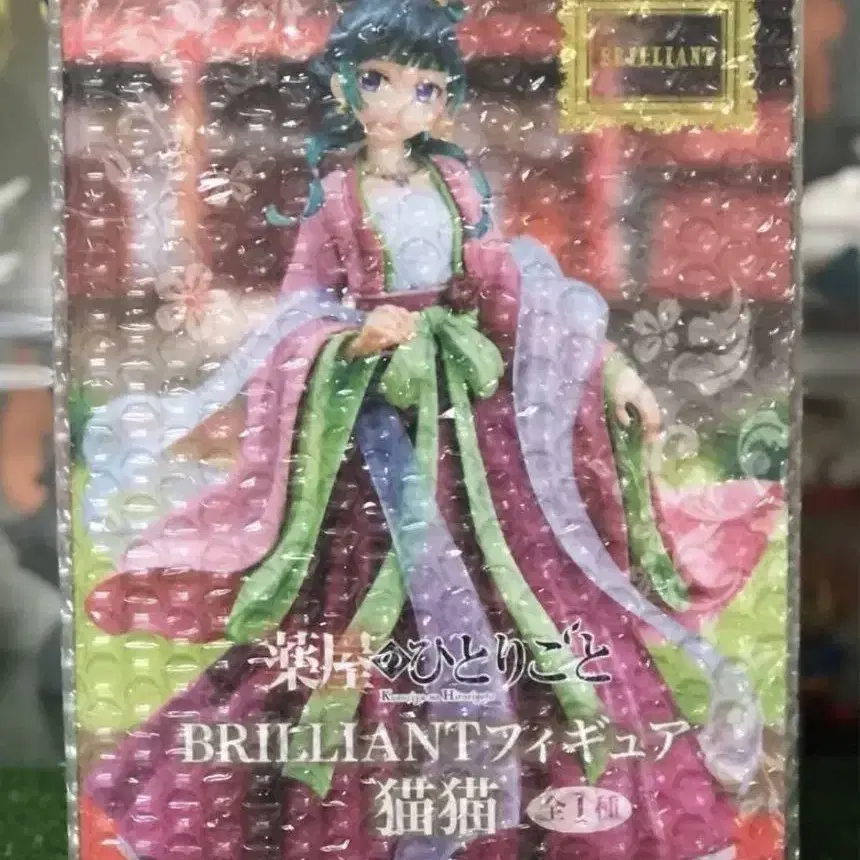 BRILLIANT
薬屋のひとりごと
Kusuriya no Hitorigoto
BRILLIANTフィギュア
猫猫 全1種